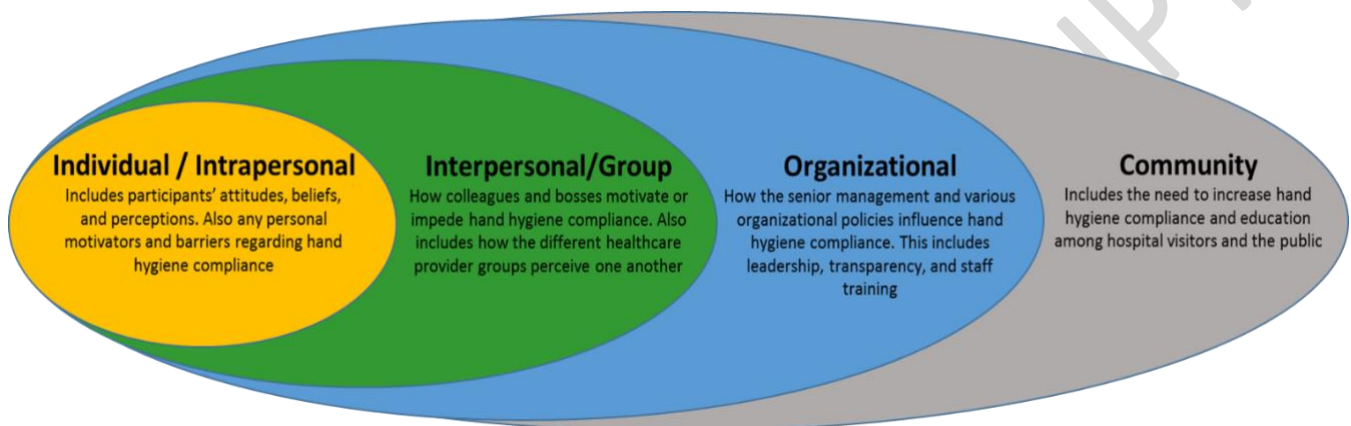 Individual / Intrapersonal
Includes participants' attitudes, beliefs,
and perceptions. Also any personal
motivators and barriers regarding hand
hygiene compliance
Interpersonal/Group
How colleagues and bosses motivate or
impede hand hygiene compliance. Also
includes how the different healthcare
provider groups perceive one another
Organizational
How the senior management and various
organizational policies influence hand
hygiene compliance. This includes
leadership, transparency, and staff
training
Community
Includes the need to increase hand
hygiene compliance and education
among hospital visitors and the public